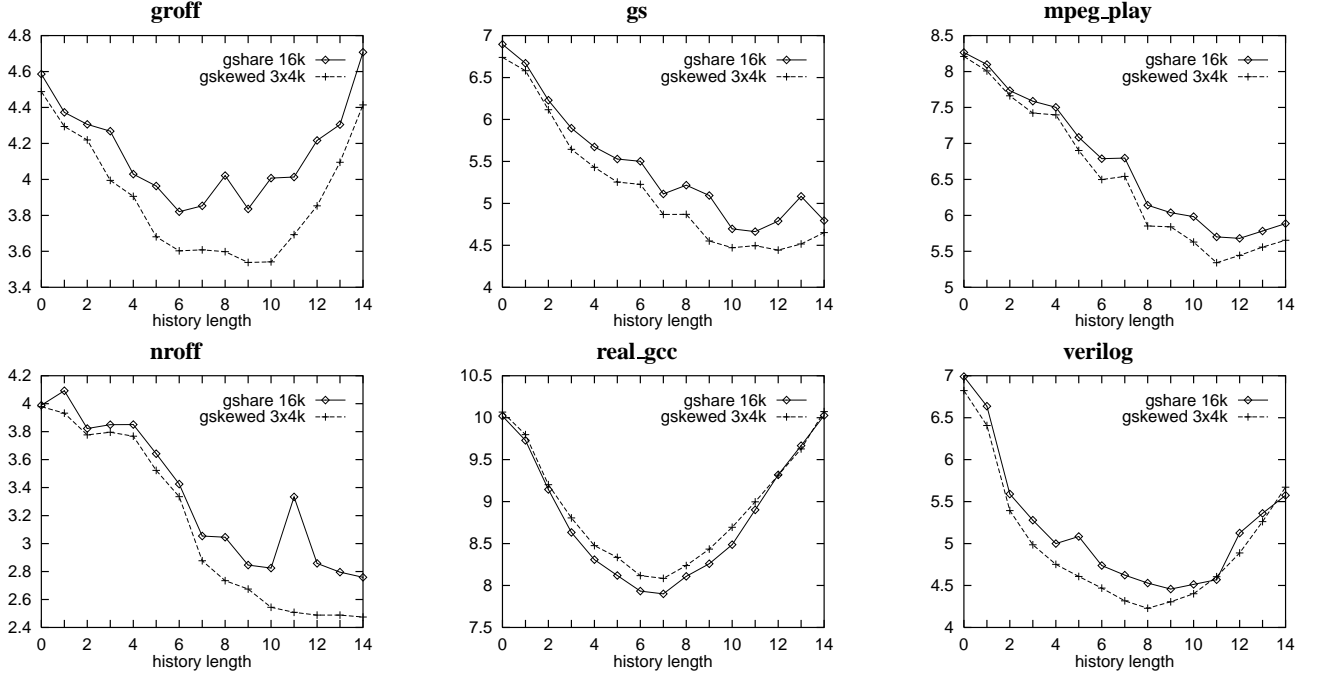 groff
4.8
4.6
4.4
4.2
4
3.8
3.6
3.4
gshare 16k
gskewed 3x4k
0 2 4 6 8 10 12 14
history length
gs
7
6.5
6
5.5
5
4.5
4
gshare 16k
gskewed 3x4k
0 2 4 6 8 10 12 14
history length
mpeg_play
8.5
8
7.5
7
6.5
6
5.5
5
gshare 16k
gskewed 3x4k
0 2 4 6 8 10 12 14
history length
nroff
4.2
4
3.8
3.6
3.4
3.2
3
2.8
2.6
2.4
gshare 16k
gskewed 3x4k
0 2 4 6 8 10 12 14
history length
real_gcc
10.5
10
9.5
9
8.5
8
7.5
gshare 16k
gskewed 3x4k
0 2 4 6 8 10 12 14
history length
verilog
7
6.5
6
5.5
5
4.5
4
gshare 16k
gskewed 3x4k
0 2 4 6 8 10 12 14
history length